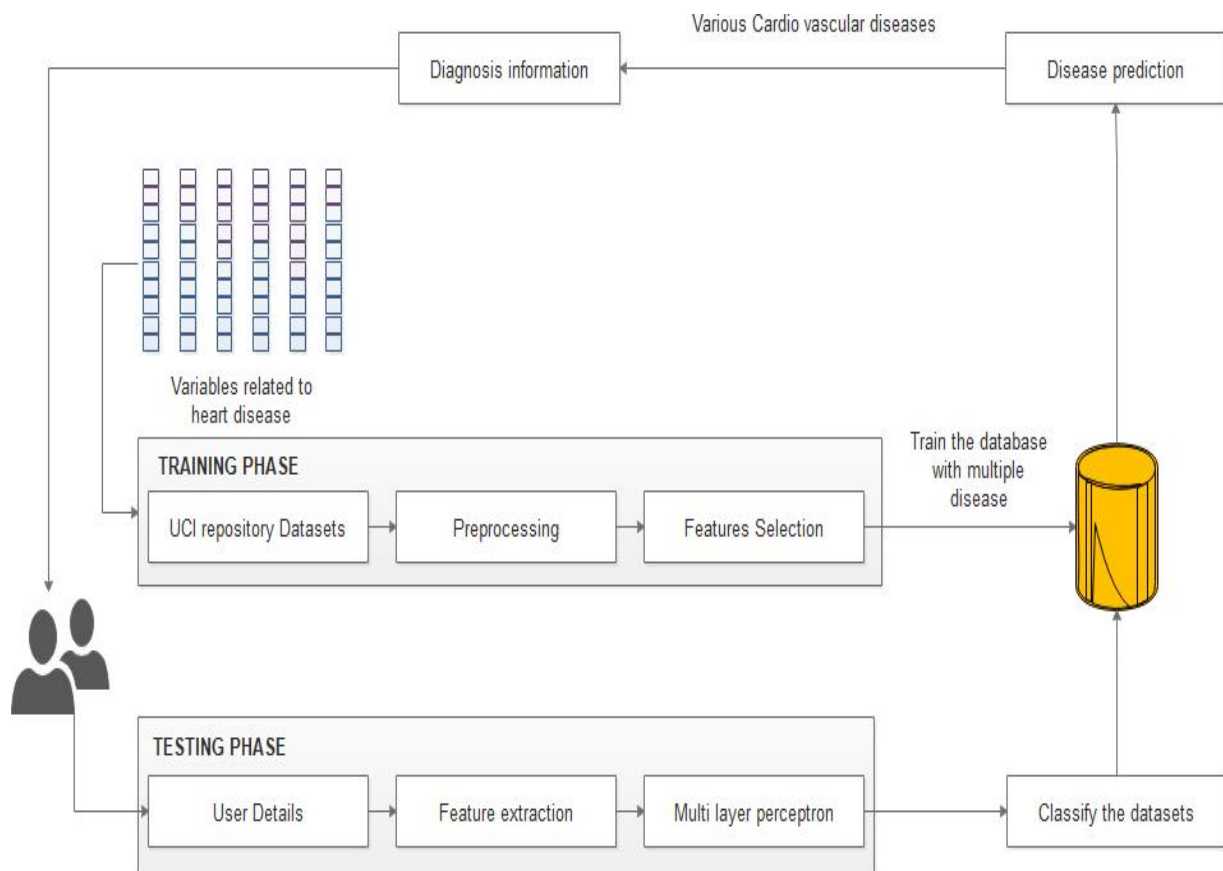 Various Cardio vascular diseases
Diagnosis information
Disease prediction
Variables related to
heart disease
TRAINING PHASE
UCI repository Datasets
Preprocessing
Features Selection
Train the database
with multiple
disease
TESTING PHASE
User Details
Feature extraction
Multi layer perceptron
Classify the datasets